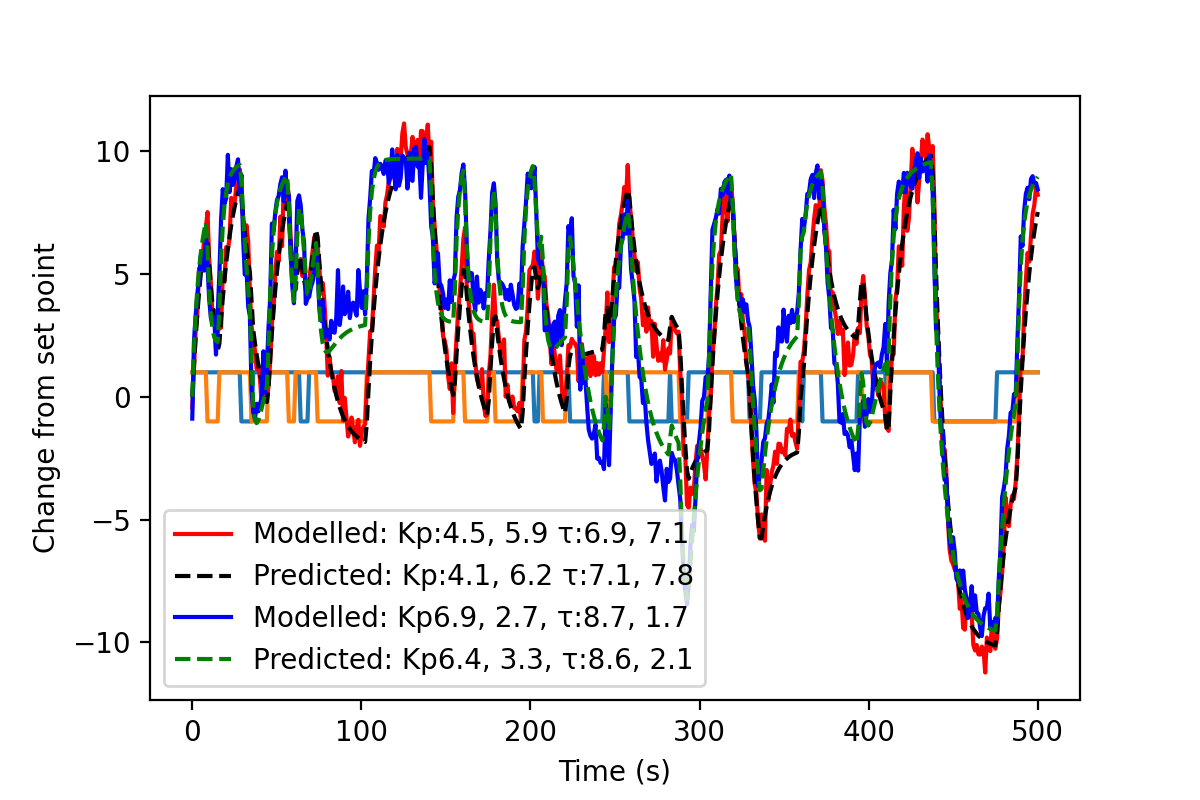 10
5
0
−5
−10
Change from set point
Modelled: Kp:4.5, 5.9 τ:6.9, 7.1
Predicted: Kp:4.1, 6.2 τ:7.1, 7.8
Modelled: Kp6.9, 2.7, τ:8.7, 1.7
Predicted: Kp6.4, 3.3, τ:8.6, 2.1
0 100 200 300 400 500
Time (s)